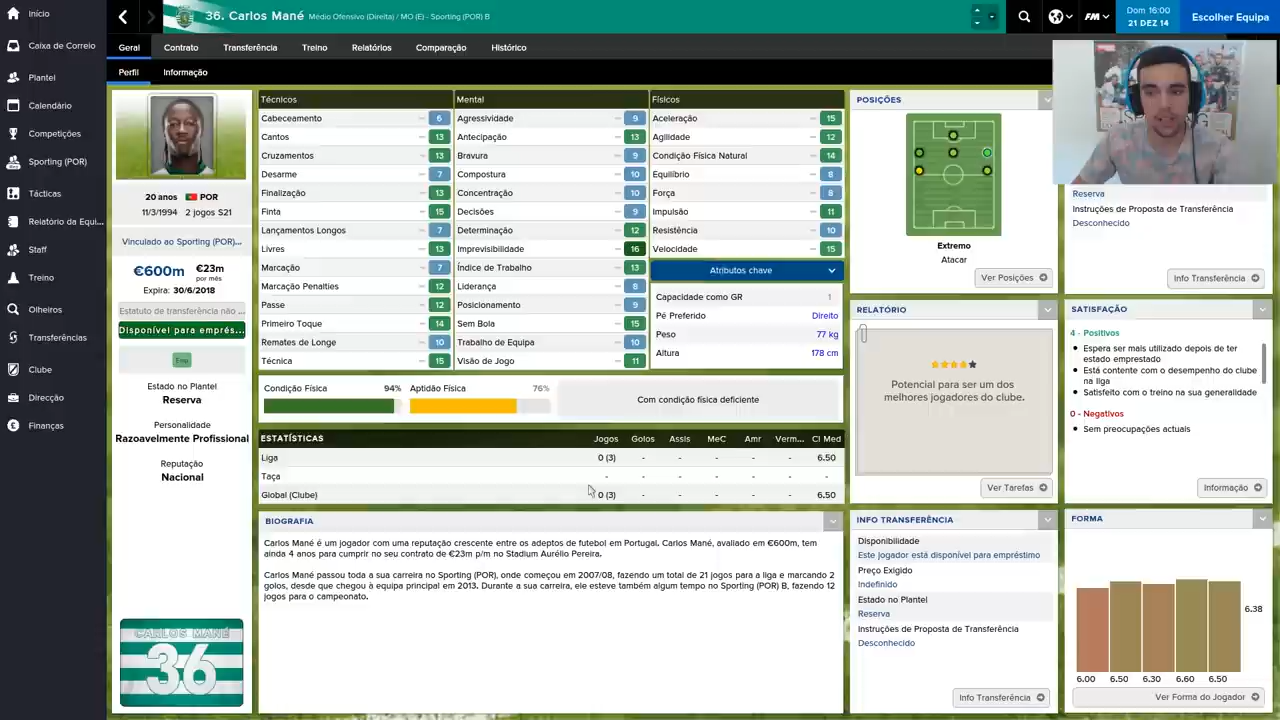 Início
Caixa de Correio
Plantel
Calendário
Competições
Sporting (POR)
Tácticas
Relatório da Equi...
Staff
Treino
Olheiros
Transferências
Clube
Direcção
Finanças
36. Carlos Mané Médio Ofensivo (Direita) / MO (E) - Sporting (POR) B
FM
Dom 16:00
21 DEZ 14
Escolher Equipa
Geral Contrato Transferência Treino Relatórios Comparação Histórico
Perfil Informação
20 anos POR
11/3/1994 2 jogos S21
Vinculado ao Sporting (POR)...
€600m €23m
por mês
Expira: 30/6/2018
Estatuto de transferência não ...
Disponível para emprés...
Emp
Estado no Plantel
Reserva
Personalidade
Razoavelmente Profissional
Reputação
Nacional
CARLOS MANÉ
36
Técnicos
Cabeceamento 6
Cantos 13
Cruzamentos 13
Desarme 7
Finalização 13
Finta 15
Lançamentos Longos 7
Livres 13
Marcação 7
Marcação Penalties 12
Passe 12
Primeiro Toque 14
Remates de Longe 10
Técnica 15
Mental
Agressividade 9
Antecipação 13
Bravura 9
Compostura 10
Concentração 10
Decisões 9
Determinação 12
Imprevisibilidade 16
Índice de Trabalho 13
Liderança 8
Posicionamento 9
Sem Bola 15
Trabalho de Equipa 10
Visão de Jogo 11
Físicos
Aceleração 15
Agilidade 12
Condição Física Natural 14
Equilíbrio 8
Força 8
Impulsão 11
Resistência 10
Velocidade 15
Atributos chave
Capacidade como GR 1
Pé Preferido Direito
Peso 77 kg
Altura 178 cm
Condição Física 94% Aptidão Física 76%
Com condição física deficiente
ESTATÍSTICAS Jogos Golos Assis MeC Amr Verm... Cl Med
Liga 0 (3) - - - - - 6.50
Taça - - - - - - -
Global (Clube) 0 (3) - - - - - 6.50
BIOGRAFIA
Carlos Mané é um jogador com uma reputação crescente entre os adeptos de futebol em Portugal. Carlos Mané, avaliado em €600m, tem
ainda 4 anos para cumprir no seu contrato de €23m p/m no Stadium Aurélio Pereira.
Carlos Mané passou toda a sua carreira no Sporting (POR), onde começou em 2007/08, fazendo um total de 21 jogos para a liga e marcando 2
golos, desde que chegou à equipa principal em 2013. Durante a sua carreira, ele esteve também algum tempo no Sporting (POR) B, fazendo 12
jogos para o campeonato.
POSIÇÕES
Extremo
Atacar
Ver Posições
RELATÓRIO
Potencial para ser um dos
melhores jogadores do clube.
Ver Tarefas
INFO TRANSFERÊNCIA
Disponibilidade
Este jogador está disponível para empréstimo
Preço Exigido
Indefinido
Estado no Plantel
Reserva
Instruções de Proposta de Transferência
Desconhecido
Info Transferência
Reserva
Instruções de Proposta de Transferência
Desconhecido
Info Transferência
SATISFAÇÃO
4 - Positivos
Espera ser mais utilizado depois de ter
estado emprestado
Está contente com o desempenho do clube
na liga
Satisfeito com o treino na sua generalidade
0 - Negativos
Sem preocupações actuais
Informação
FORMA
6.38
6.00 6.50 6.30 6.60 6.50
Ver Forma do Jogador